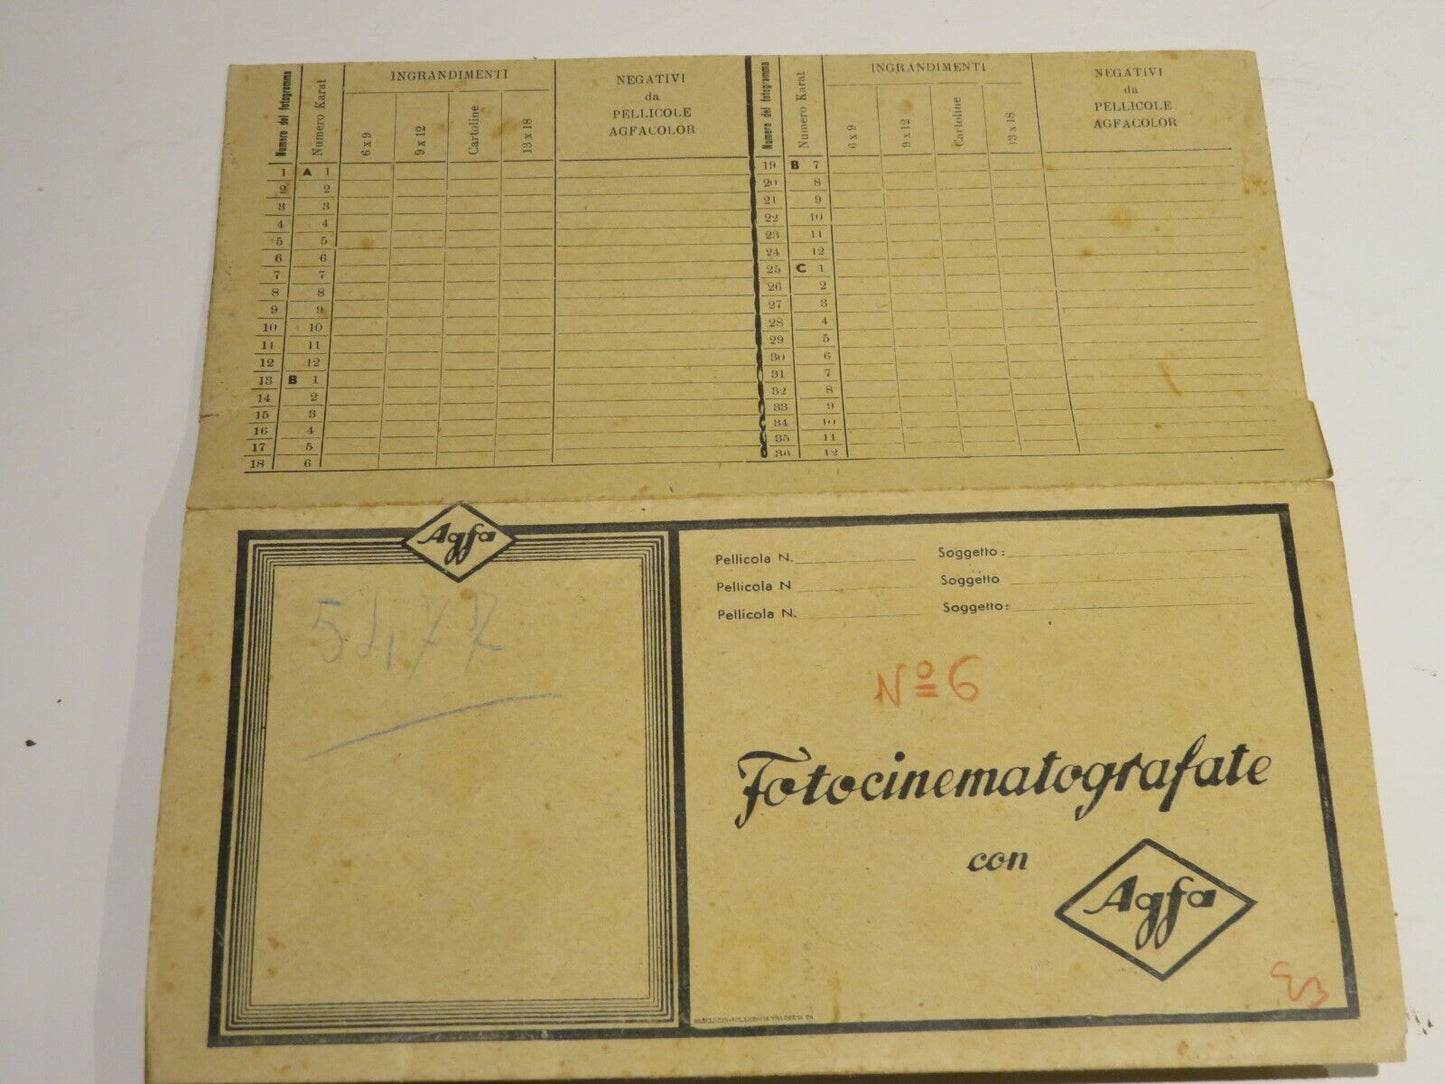 Numero del fotogramma
Numero Karat
INGRANDIMENTI
6 x 9
9 x 12
Cartoline
13 x 18
NEGATIVI
da
PELLICOLE
AGFACOLOR
1 A 1
2 2
3 3
4 4
5 5
6 6
7 7
8 8
9 9
10 10
11 11
12 12
13 B 1
14 2
15 3
16 4
17 5
18 6
Numero del fotogramma
Numero Karat
INGRANDIMENTI
6 x 9
9 x 12
Cartoline
13 x 18
NEGATIVI
da
PELLICOLE
AGFACOLOR
19 B 7
20 8
21 9
22 10
23 11
24 12
25 C 1
26 2
27 3
28 4
29 5
30 6
31 7
32 8
33 9
34 10
35 11
36 12
Agfa
Pellicola N. Soggetto:
Pellicola N Soggetto
Pellicola N. Soggetto:
Nº 6
Fotocinematografate
con
Agfa